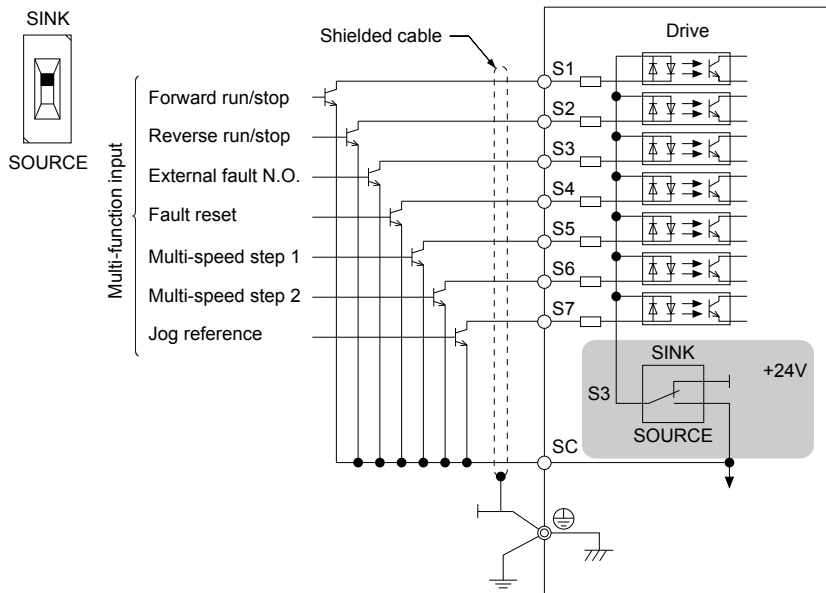 SINK
SOURCE
Shielded cable
Drive
Multi-function input
Forward run/stop
Reverse run/stop
External fault N.O.
Fault reset
Multi-speed step 1
Multi-speed step 2
Jog reference
S1
S2
S3
S4
S5
S6
S7
SINK
+24V
S3
SOURCE
SC